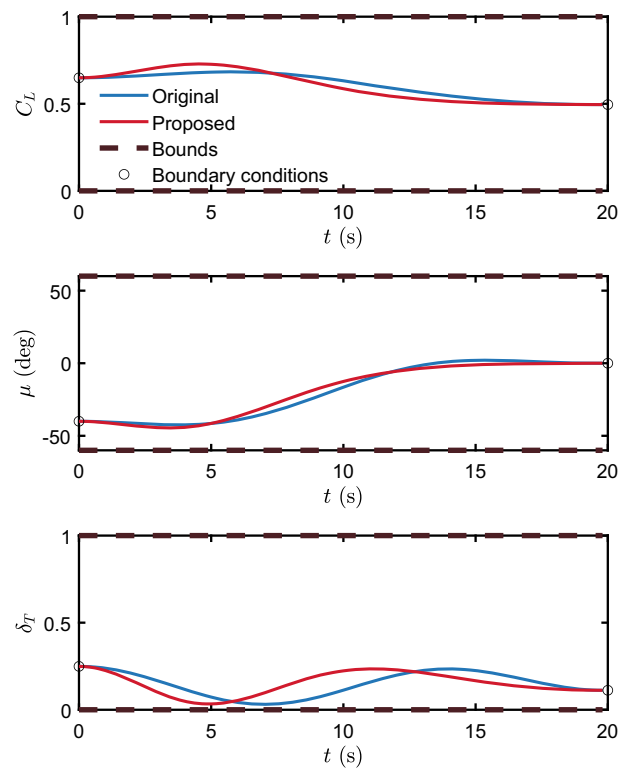 1
0.5
0
C_L
Original
Proposed
Bounds
Boundary conditions
0 5 10 15 20
t (s)
50
0
-50
μ (deg)
0 5 10 15 20
t (s)
1
0.5
0
δ_T
0 5 10 15 20
t (s)